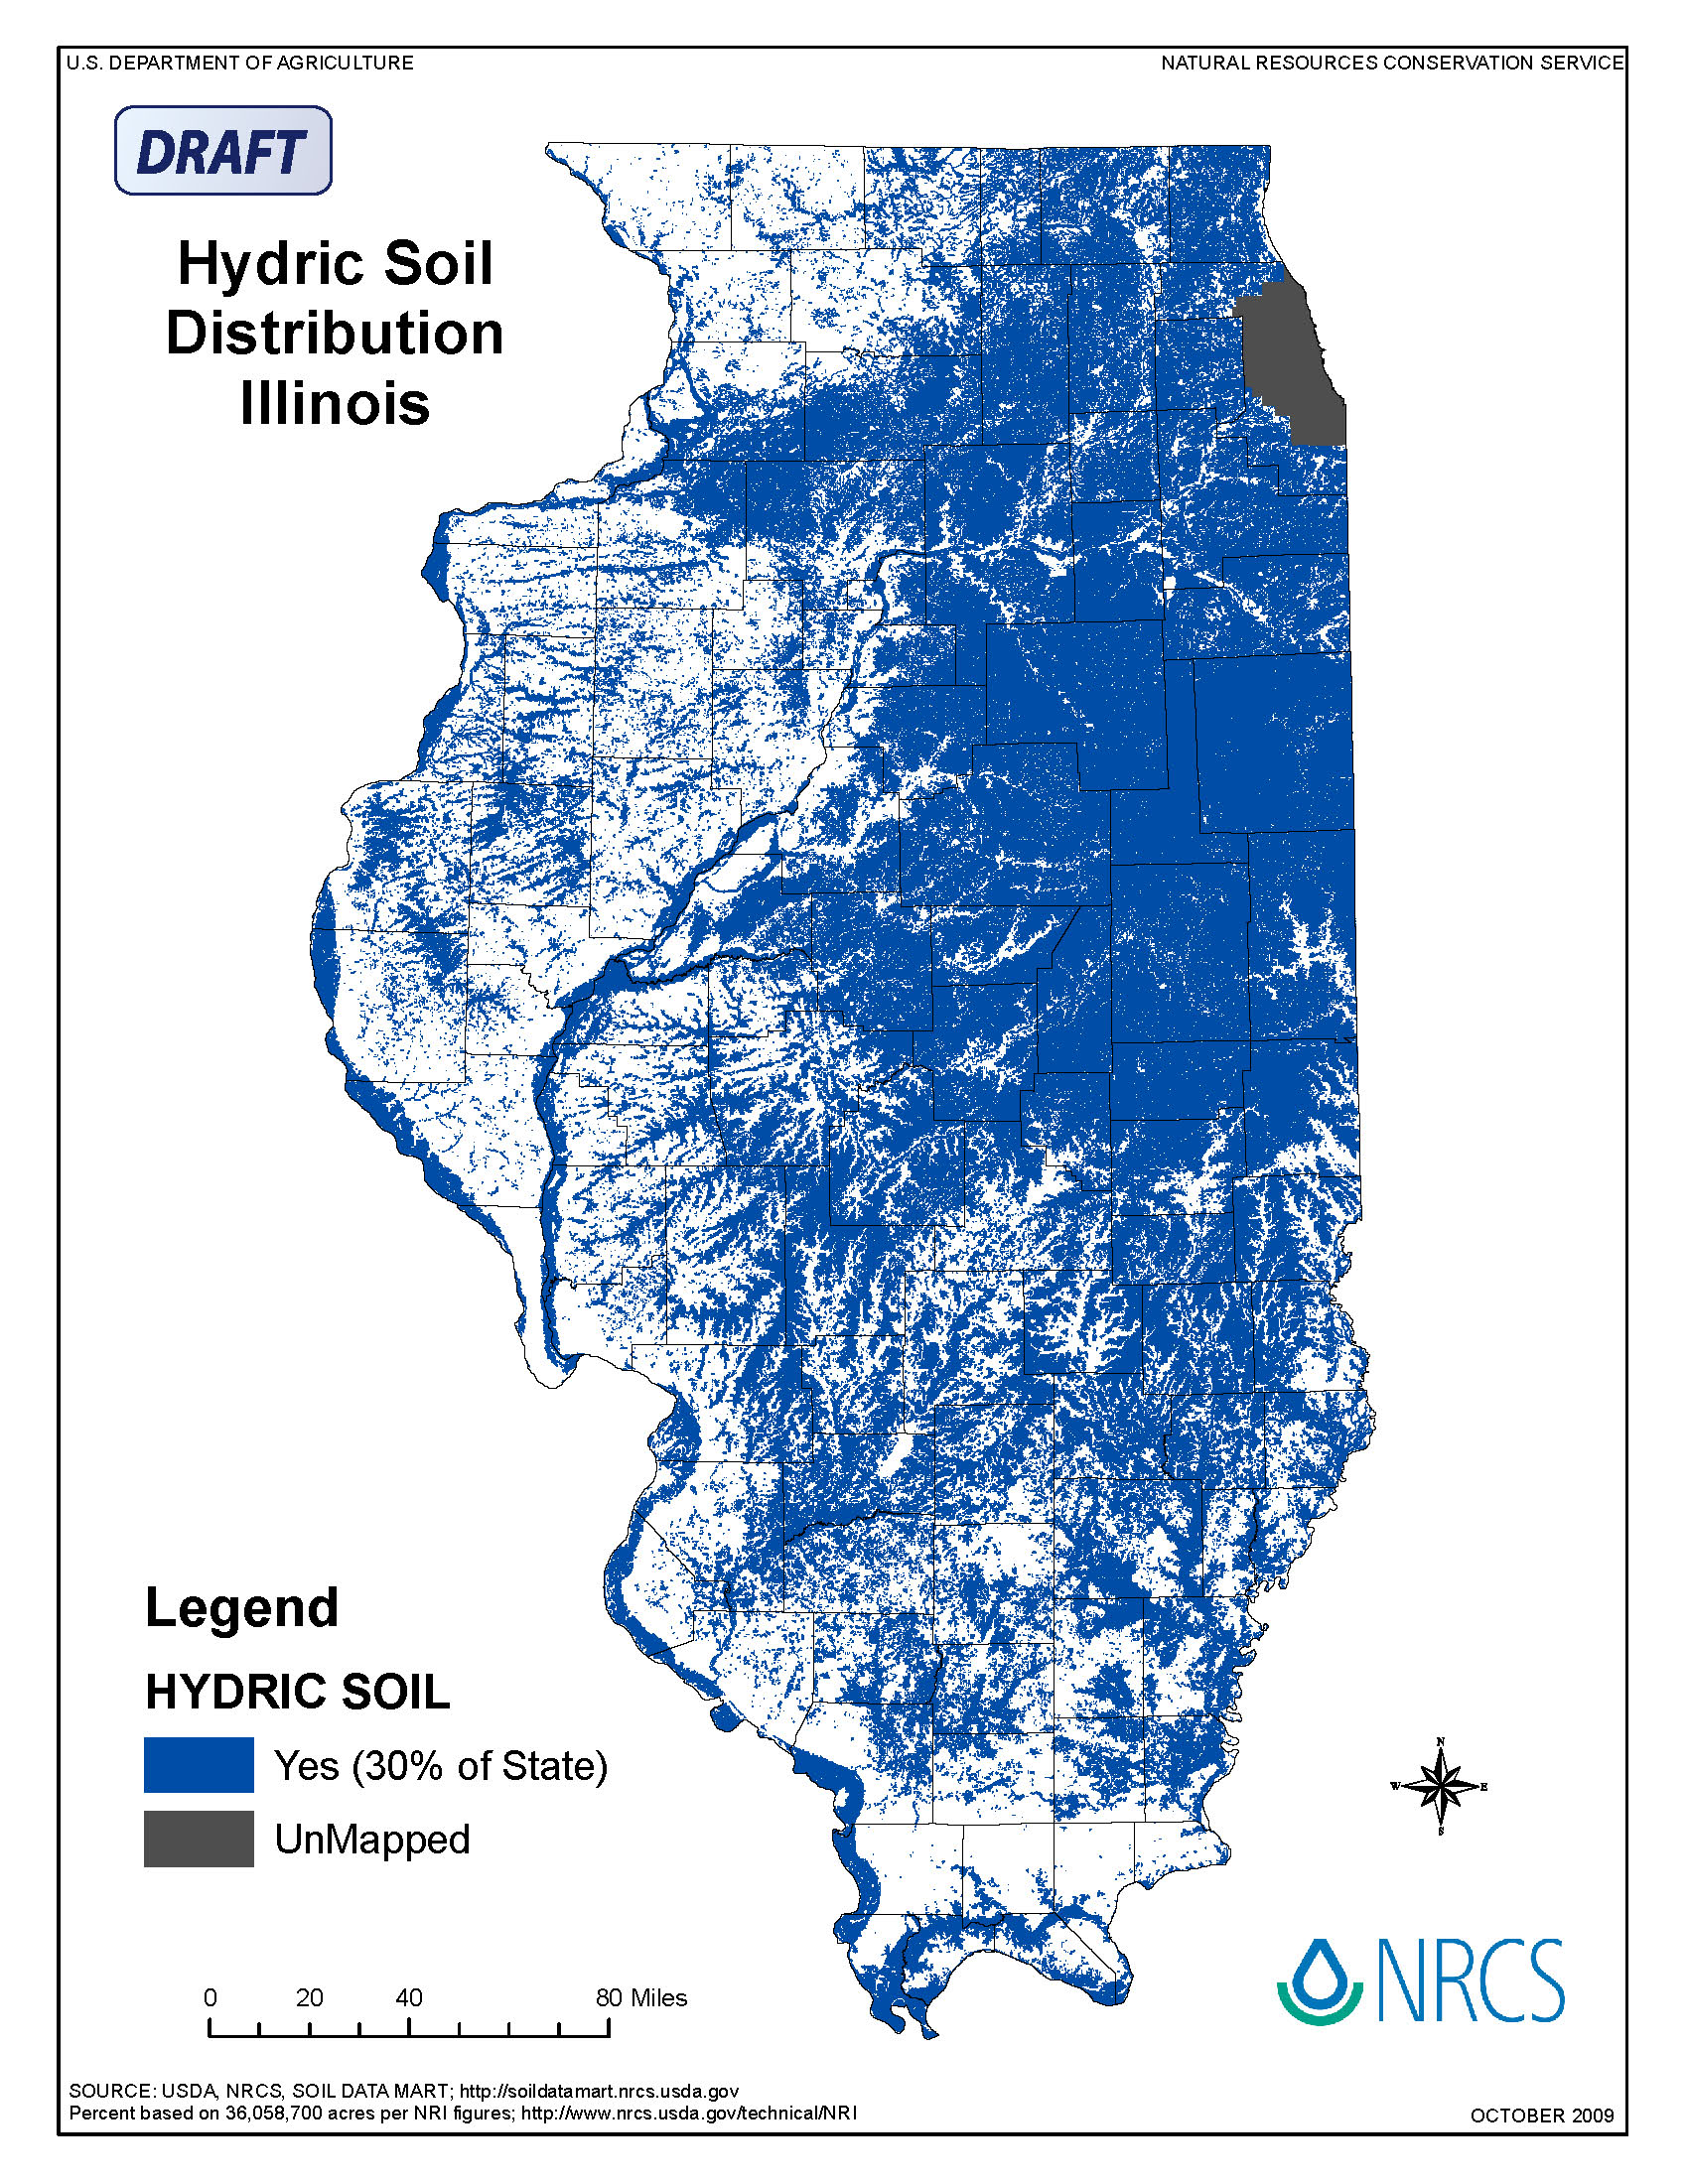 U.S. DEPARTMENT OF AGRICULTURE
NATURAL RESOURCES CONSERVATION SERVICE
DRAFT
Hydric Soil
Distribution
Illinois
Legend
HYDRIC SOIL
Yes (30% of State)
UnMapped
N
W E
S
0 20 40 80 Miles
NRCS
SOURCE: USDA, NRCS, SOIL DATA MART; http://soildatamart.nrcs.usda.gov
Percent based on 36,058,700 acres per NRI figures; http://www.nrcs.usda.gov/technical/NRI
OCTOBER 2009